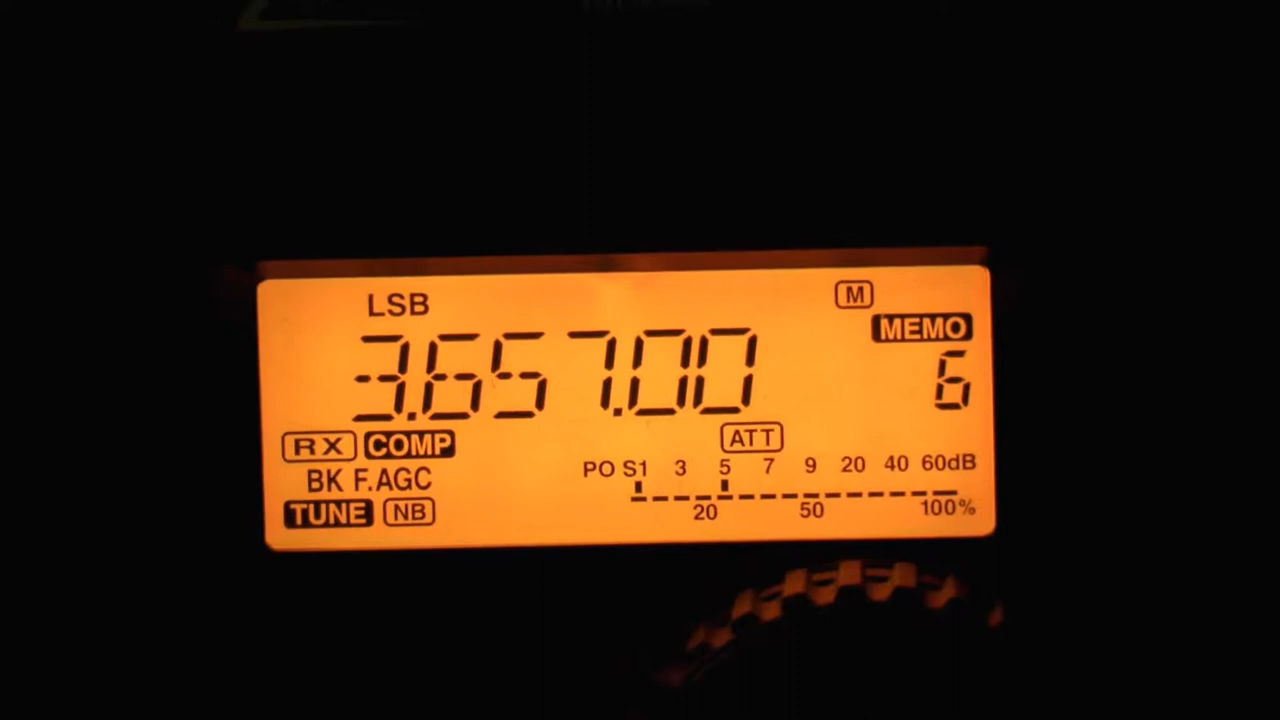 LSB M
MEMO
3.657.00 6
RX COMP ATT
BK F.AGC PO S1 3 5 7 9 20 40 60dB
TUNE NB 20 50 100%